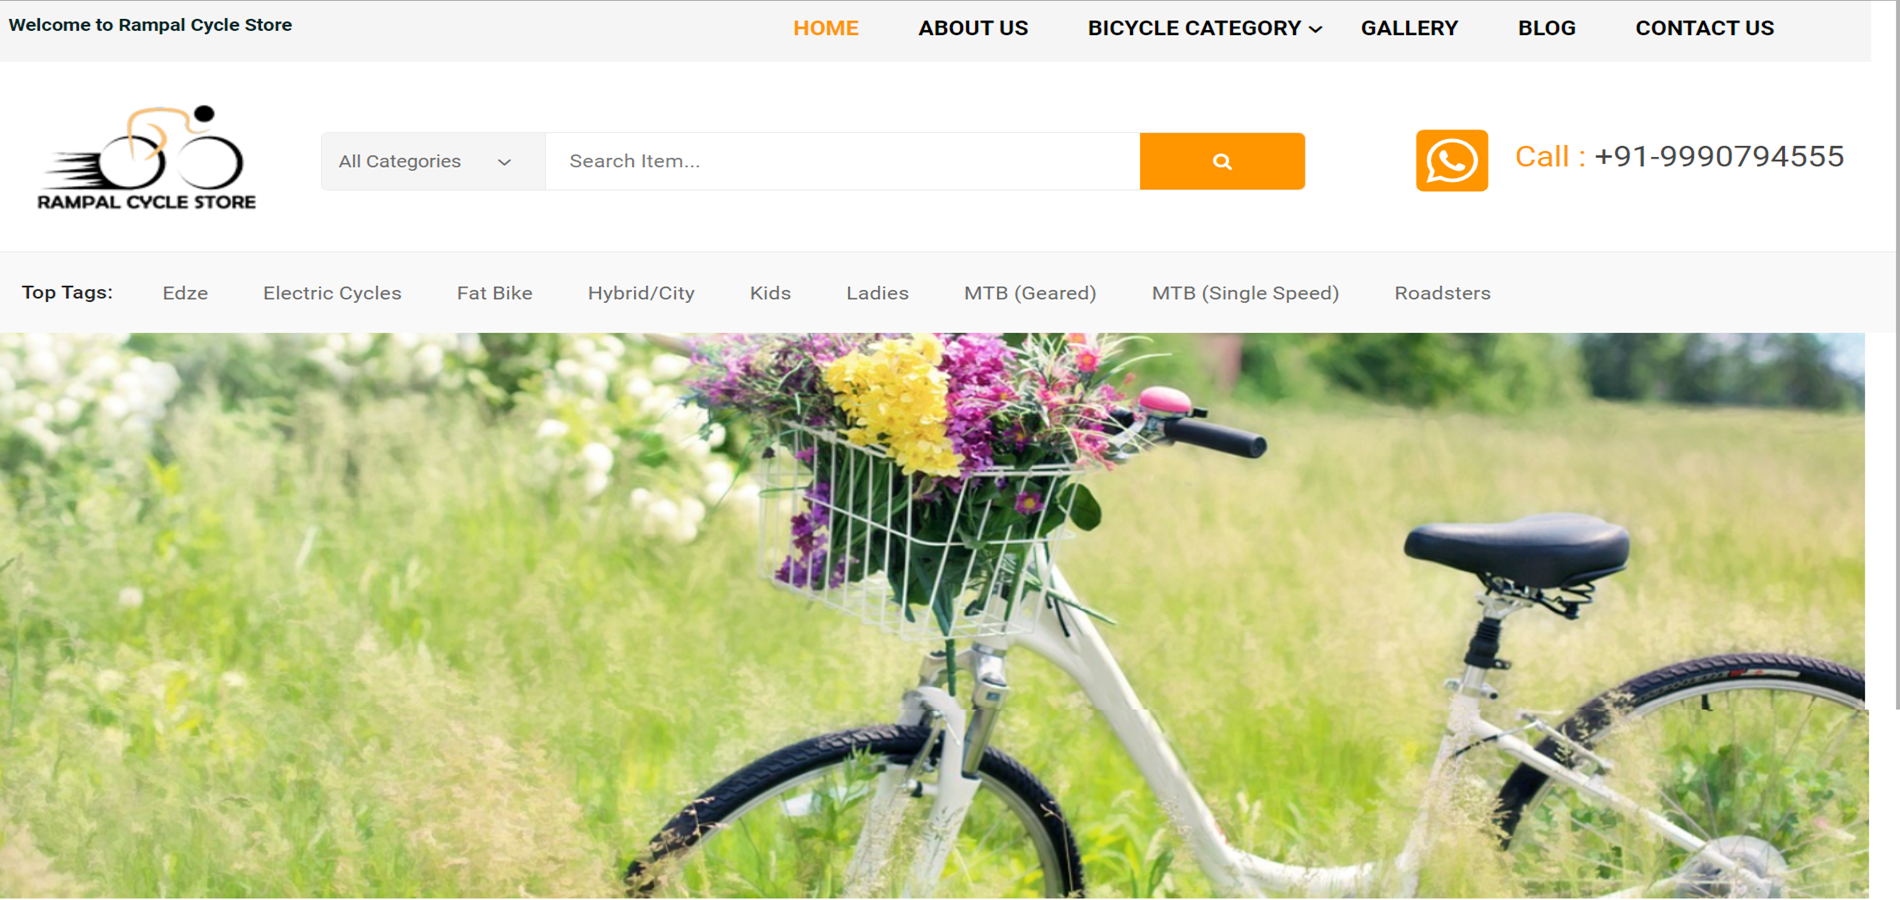 Welcome to Rampal Cycle Store
HOME ABOUT US BICYCLE CATEGORY GALLERY BLOG CONTACT US
RAMPAL CYCLE STORE
All Categories Search Item... Call : +91-9990794555
Top Tags: Edze Electric Cycles Fat Bike Hybrid/City Kids Ladies MTB (Geared) MTB (Single Speed) Roadsters